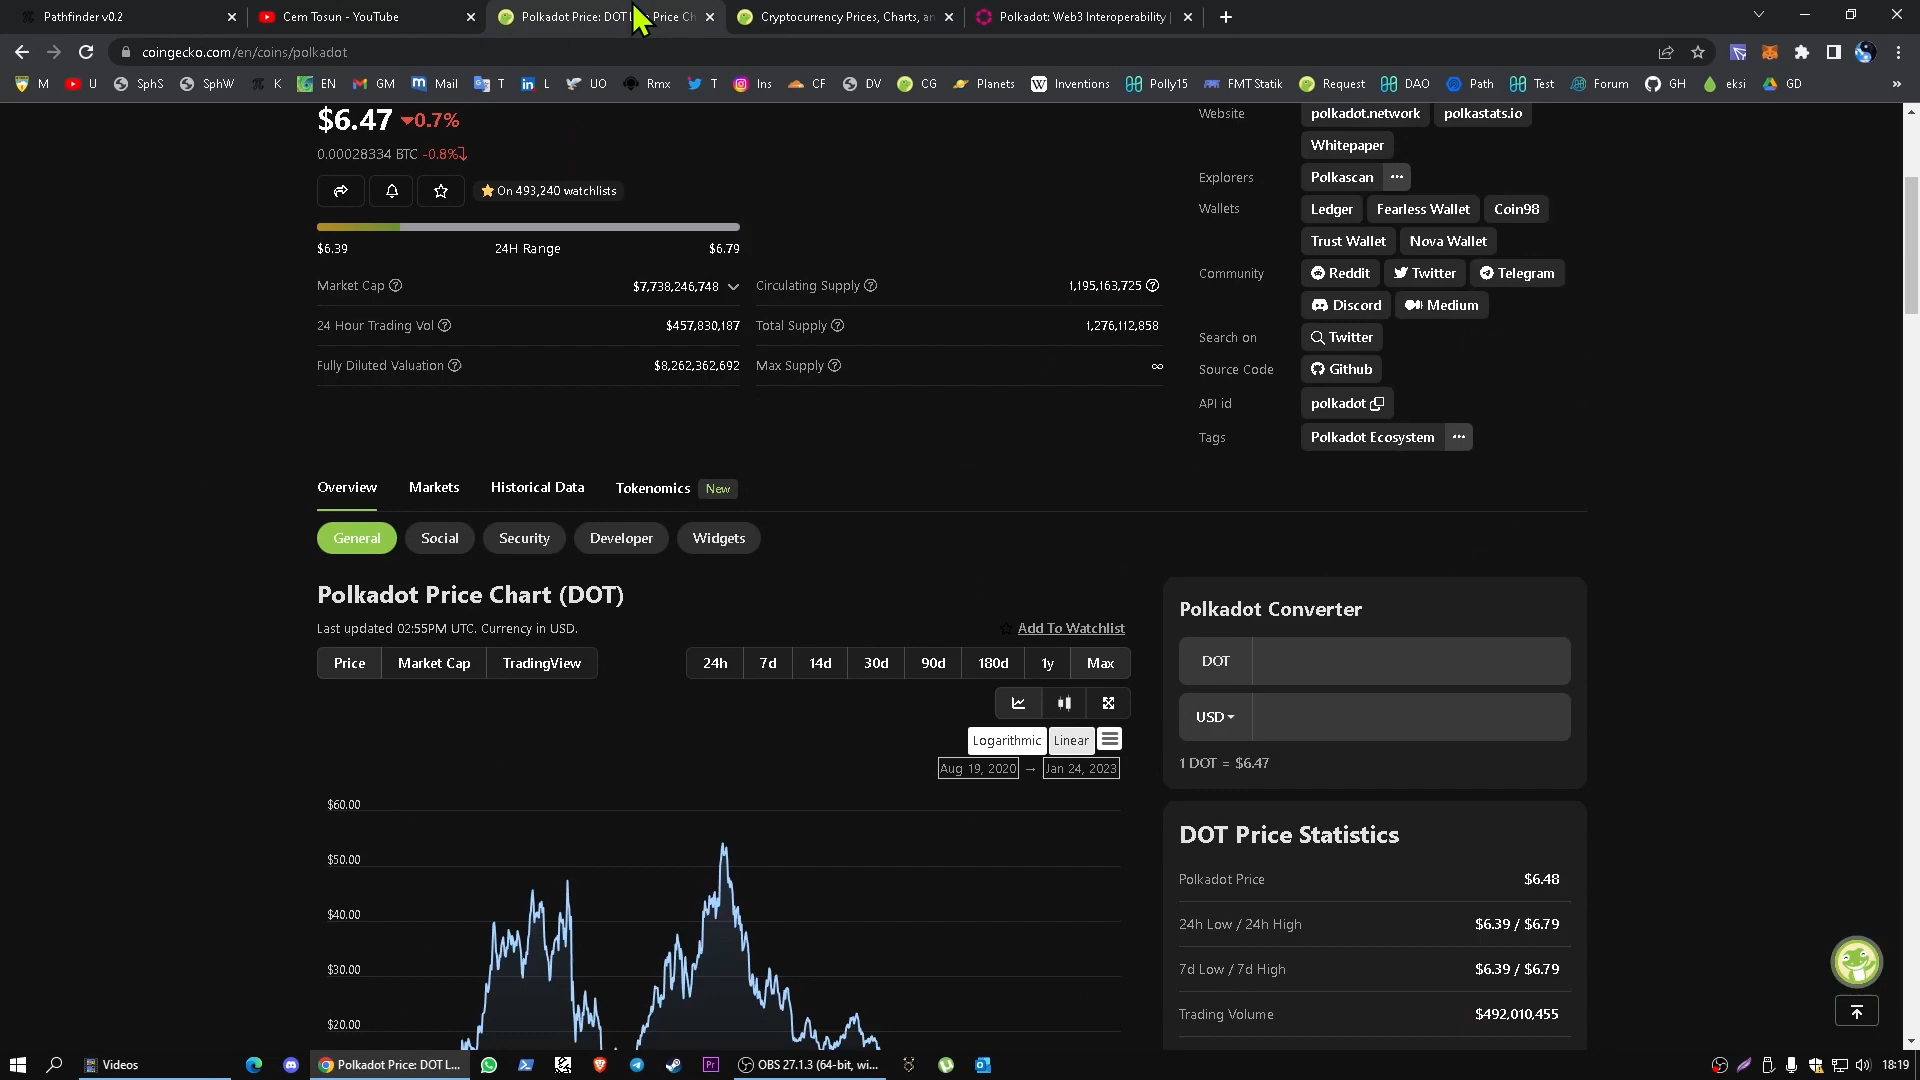 Pathfinder v0.2
Cem Tosun - YouTube
Polkadot Price: DOT Li Price Ch
Cryptocurrency Prices, Charts, an
Polkadot: Web3 Interoperability |
coingecko.com/en/coins/polkadot
M U SphS SphW K EN GM Mail T L UO Rmx T Ins CF DV CG Planets Inventions Polly15 FMT Statik Request DAO Path Test Forum GH eksi GD »
$6.47 0.7%
0.00028334 BTC -0.8%
On 493,240 watchlists
$6.39 24H Range $6.79
Market Cap $7,738,246,748
Circulating Supply 1,195,163,725
24 Hour Trading Vol $457,830,187
Total Supply 1,276,112,858
Fully Diluted Valuation $8,262,362,692
Max Supply ∞
Website polkadot.network polkastats.io
Whitepaper
Explorers Polkascan
Wallets Ledger Fearless Wallet Coin98
Trust Wallet Nova Wallet
Community Reddit Twitter Telegram
Discord Medium
Search on Twitter
Source Code Github
API id polkadot
Tags Polkadot Ecosystem
Overview Markets Historical Data Tokenomics New
General Social Security Developer Widgets
Polkadot Price Chart (DOT)
Last updated 02:55PM UTC. Currency in USD.
Add To Watchlist
Price Market Cap TradingView
24h 7d 14d 30d 90d 180d 1y Max
Logarithmic Linear
Aug 19, 2020 → Jan 24, 2023
$60.00
$50.00
$40.00
$30.00
$20.00
Polkadot Converter
DOT
USD
1 DOT = $6.47
DOT Price Statistics
Polkadot Price $6.48
24h Low / 24h High $6.39 / $6.79
7d Low / 7d High $6.39 / $6.79
Trading Volume $492,010,455
Videos
Polkadot Price: DOT L...
Pr
OBS 27.1.3 (64-bit, wi...
18:19